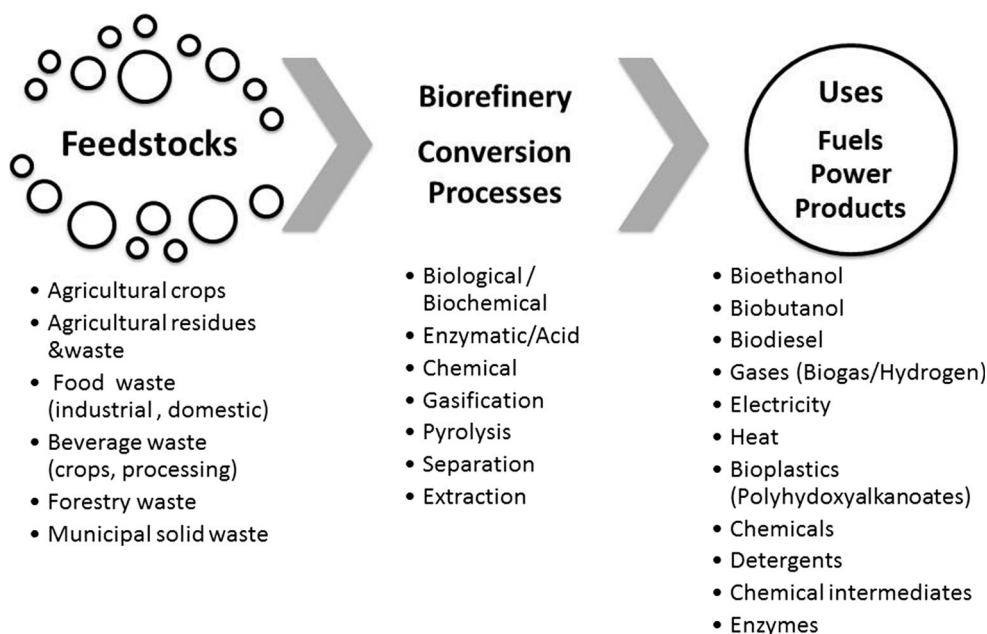 Feedstocks
• Agricultural crops
• Agricultural residues
&waste
• Food waste
(industrial , domestic)
• Beverage waste
(crops, processing)
• Forestry waste
• Municipal solid waste
Biorefinery
Conversion
Processes
• Biological /
Biochemical
• Enzymatic/Acid
• Chemical
• Gasification
• Pyrolysis
• Separation
• Extraction
Uses
Fuels
Power
Products
• Bioethanol
• Biobutanol
• Biodiesel
• Gases (Biogas/Hydrogen)
• Electricity
• Heat
• Bioplastics
(Polyhydoxyalkanoates)
• Chemicals
• Detergents
• Chemical intermediates
• Enzymes